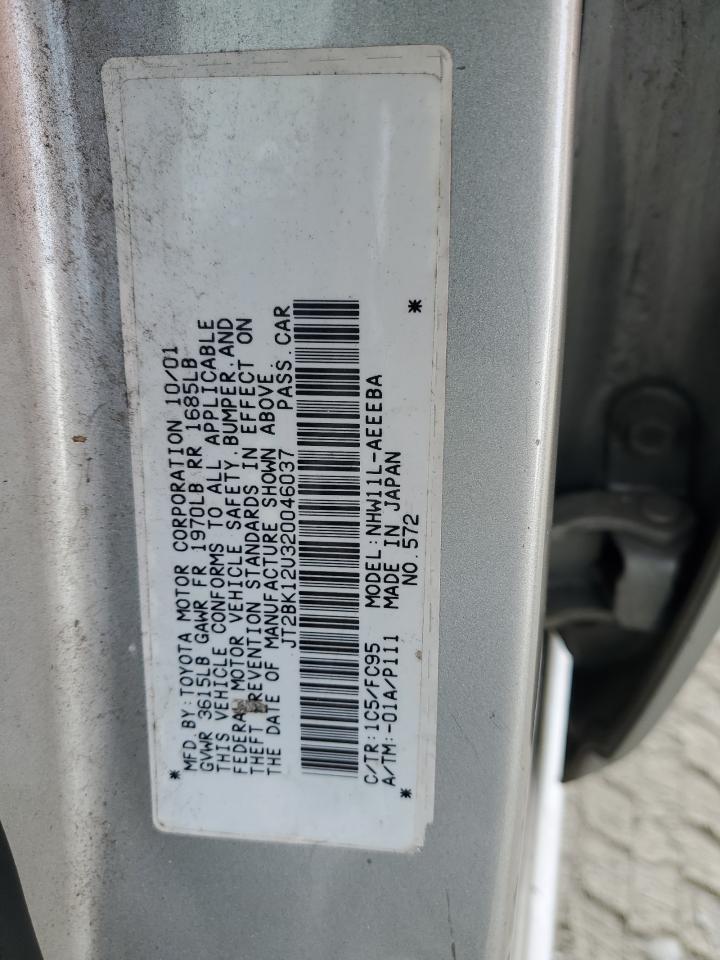 *
MFD. BY: TOYOTA MOTOR CORPORATION 10/01
GVWR 3615LB GAWR FR 1970LB RR 1685LB
THIS VEHICLE CONFORMS TO ALL APPLICABLE
FEDERAL MOTOR VEHICLE SAFETY, BUMPER, AND
THEFT PREVENTION STANDARDS IN EFFECT ON
THE DATE OF MANUFACTURE SHOWN ABOVE.
JT2BK12U320046037 PASS. CAR
C/TR: 1C5/FC95 MODEL: NHW11L-AEEEBA
A/TM: -01A/P111 MADE IN JAPAN
* NO. 572 *